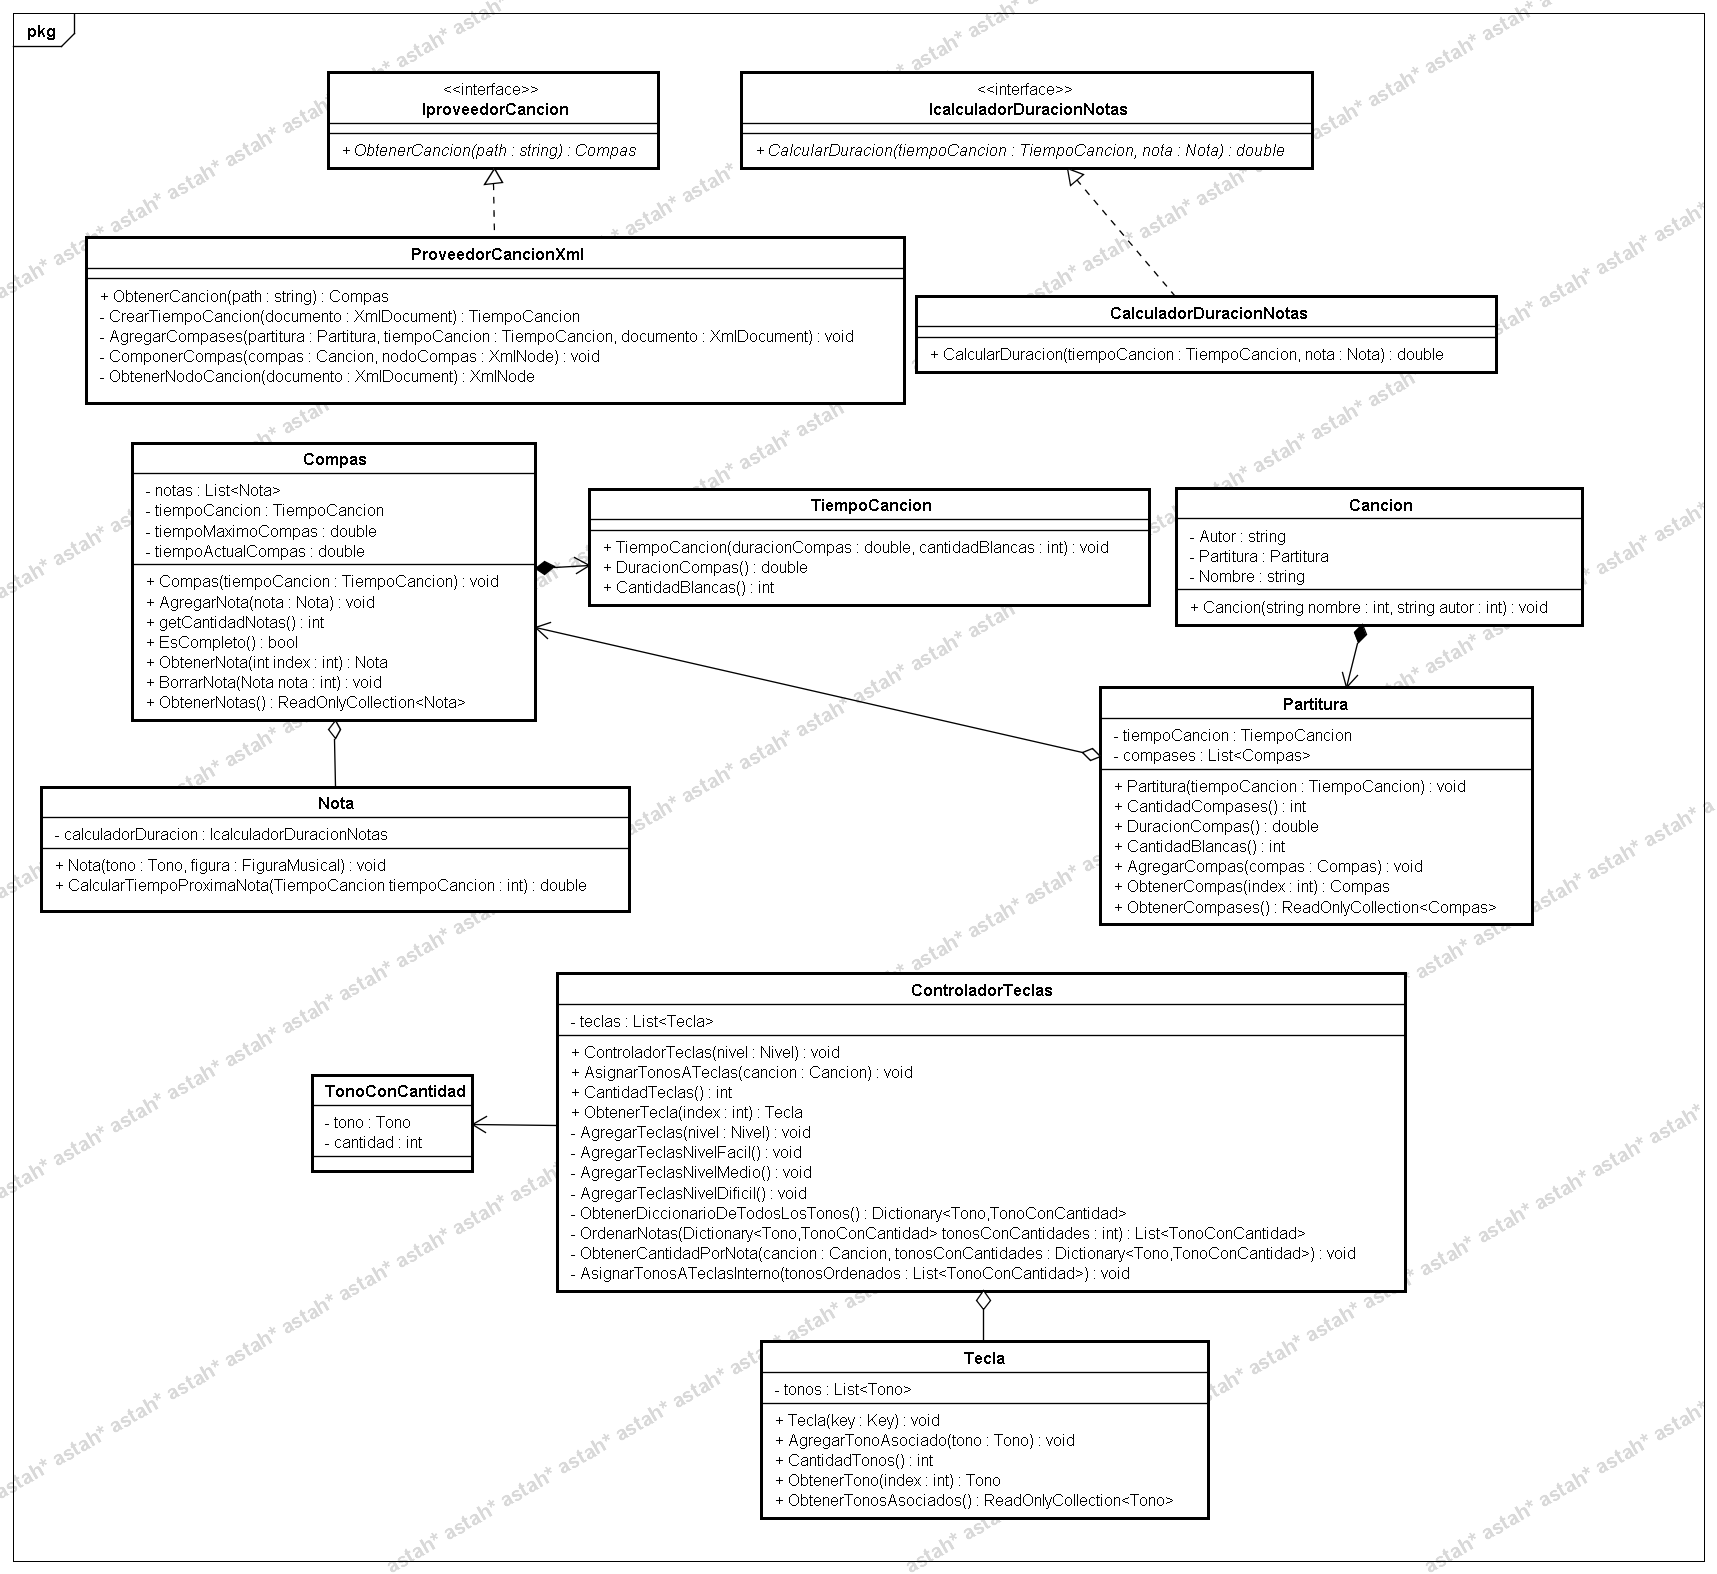 pkg
<<interface>>
IproveedorCancion
+ ObtenerCancion(path : string) : Compas
<<interface>>
IcalculadorDuracionNotas
+ CalcularDuracion(tiempoCancion : TiempoCancion, nota : Nota) : double
ProveedorCancionXml
+ ObtenerCancion(path : string) : Compas
- CrearTiempoCancion(documento : XmlDocument) : TiempoCancion
- AgregarCompases(partitura : Partitura, tiempoCancion : TiempoCancion, documento : XmlDocument) : void
- ComponerCompas(compas : Cancion, nodoCompas : XmlNode) : void
- ObtenerNodoCancion(documento : XmlDocument) : XmlNode
CalculadorDuracionNotas
+ CalcularDuracion(tiempoCancion : TiempoCancion, nota : Nota) : double
Compas
- notas : List<Nota>
- tiempoCancion : TiempoCancion
- tiempoMaximoCompas : double
- tiempoActualCompas : double
+ Compas(tiempoCancion : TiempoCancion) : void
+ AgregarNota(nota : Nota) : void
+ getCantidadNotas() : int
+ EsCompleto() : bool
+ ObtenerNota(int index : int) : Nota
+ BorrarNota(Nota nota : int) : void
+ ObtenerNotas() : ReadOnlyCollection<Nota>
TiempoCancion
+ TiempoCancion(duracionCompas : double, cantidadBlancas : int) : void
+ DuracionCompas() : double
+ CantidadBlancas() : int
Cancion
- Autor : string
- Partitura : Partitura
- Nombre : string
+ Cancion(string nombre : int, string autor : int) : void
Partitura
- tiempoCancion : TiempoCancion
- compases : List<Compas>
+ Partitura(tiempoCancion : TiempoCancion) : void
+ CantidadCompases() : int
+ DuracionCompas() : double
+ CantidadBlancas() : int
+ AgregarCompas(compas : Compas) : void
+ ObtenerCompas(index : int) : Compas
+ ObtenerCompases() : ReadOnlyCollection<Compas>
Nota
- calculadorDuracion : IcalculadorDuracionNotas
+ Nota(tono : Tono, figura : FiguraMusical) : void
+ CalcularTiempoProximaNota(TiempoCancion tiempoCancion : int) : double
ControladorTeclas
- teclas : List<Tecla>
+ ControladorTeclas(nivel : Nivel) : void
+ AsignarTonosATeclas(cancion : Cancion) : void
+ CantidadTeclas() : int
+ ObtenerTecla(index : int) : Tecla
- AgregarTeclas(nivel : Nivel) : void
- AgregarTeclasNivelFacil() : void
- AgregarTeclasNivelMedio() : void
- AgregarTeclasNivelDificil() : void
- ObtenerDiccionarioDeTodosLosTonos() : Dictionary<Tono,TonoConCantidad>
- OrdenarNotas(Dictionary<Tono,TonoConCantidad> tonosConCantidades : int) : List<TonoConCantidad>
- ObtenerCantidadPorNota(cancion : Cancion, tonosConCantidades : Dictionary<Tono,TonoConCantidad>) : void
- AsignarTonosATeclasInterno(tonosOrdenados : List<TonoConCantidad>) : void
TonoConCantidad
- tono : Tono
- cantidad : int
Tecla
- tonos : List<Tono>
+ Tecla(key : Key) : void
+ AgregarTonoAsociado(tono : Tono) : void
+ CantidadTonos() : int
+ ObtenerTono(index : int) : Tono
+ ObtenerTonosAsociados() : ReadOnlyCollection<Tono>